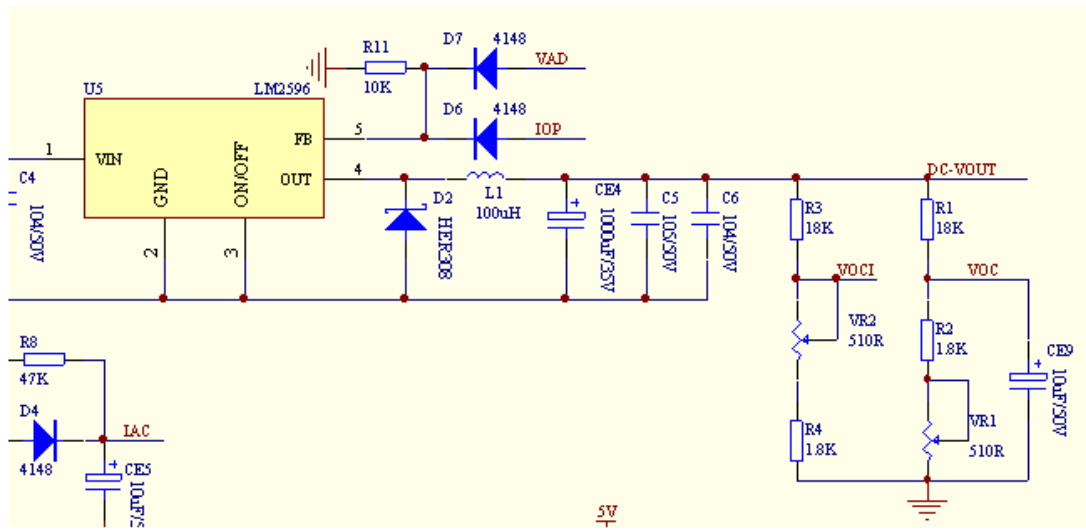 D7 4148
VAD
R11
10K
U5 LM2596
D6 4148
IOP
5
FB
1
VIN
4
OUT
GND
ON/OFF
2
3
C4
104/50V
D2
HER308
L1
100uH
CE4
1000uF/35V
C5
105/50V
C6
104/50V
DC-VOUT
R3
18K
R1
18K
VOCI
VOC
VR2
510R
R2
1.8K
CE9
10uF/50V
R4
1.8K
VR1
510R
R8
47K
D4
4148
IAC
CE5
5V